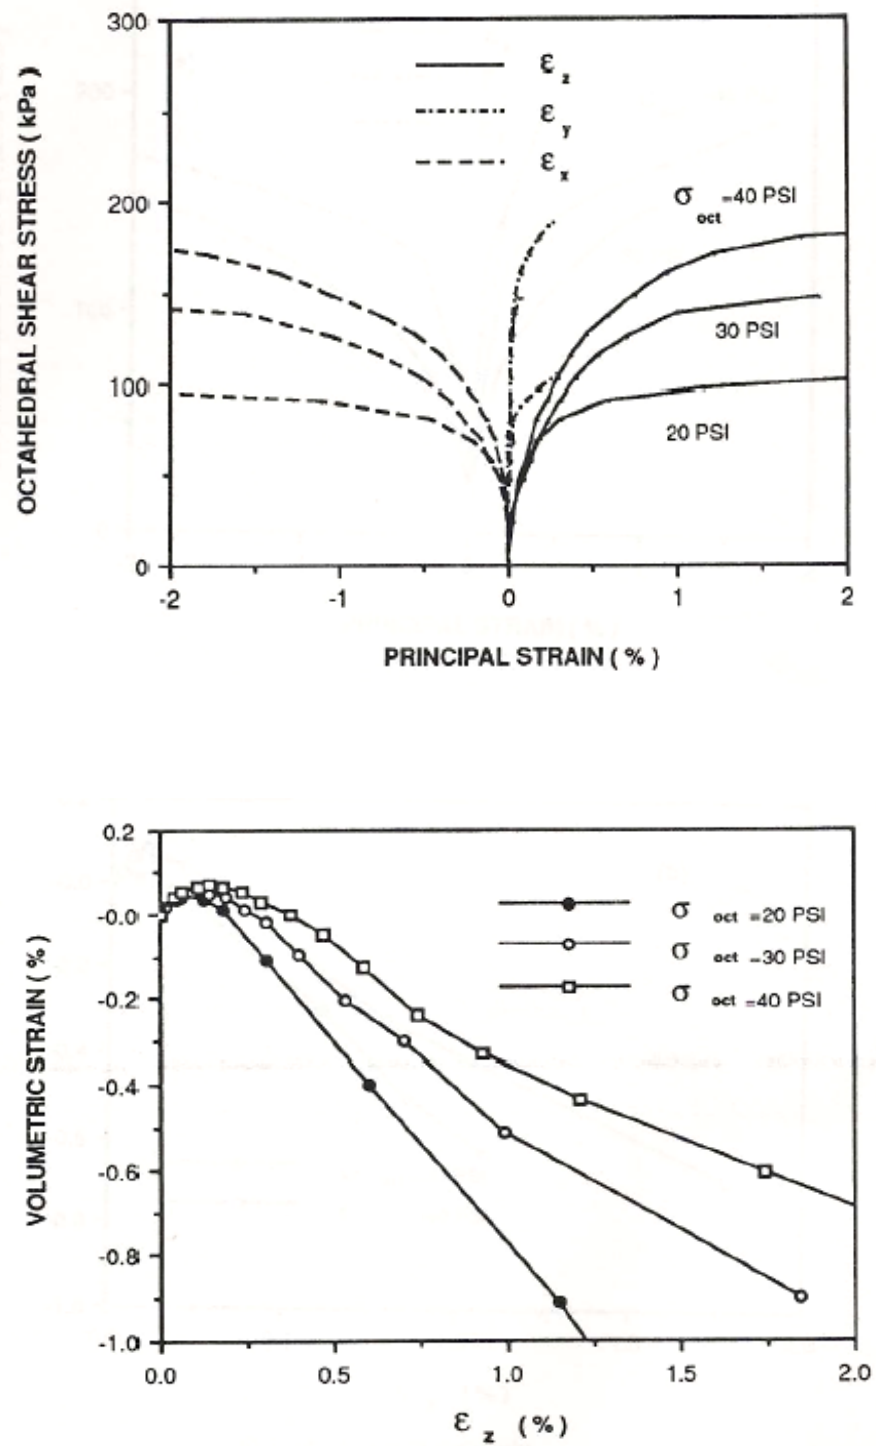 300
200
100
0
OCTAHEDRAL SHEAR STRESS ( kPa )
ε z
ε y
ε x
σ oct =40 PSI
30 PSI
20 PSI
-2 -1 0 1 2
PRINCIPAL STRAIN ( % )
0.2
-0.0
-0.2
-0.4
-0.6
-0.8
-1.0
VOLUMETRIC STRAIN ( % )
σ oct =20 PSI
σ oct =30 PSI
σ oct =40 PSI
0.0 0.5 1.0 1.5 2.0
ε z ( % )